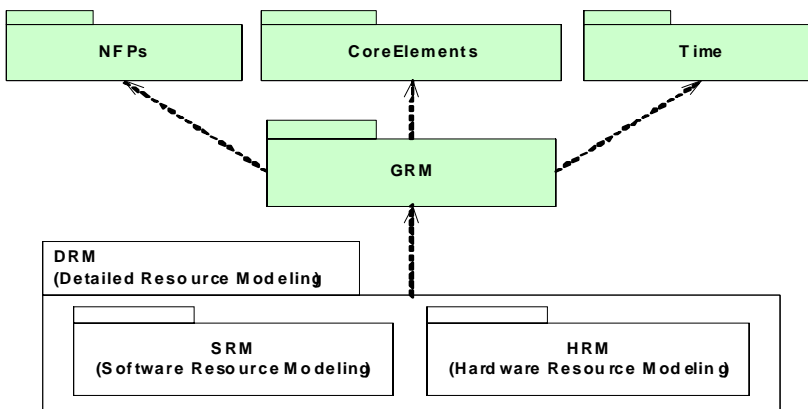 NFPs
CoreElements
Time
GRM
DRM
(Detailed Resource Modeling)
SRM
(Software Resource Modeling)
HRM
(Hardware Resource Modeling)